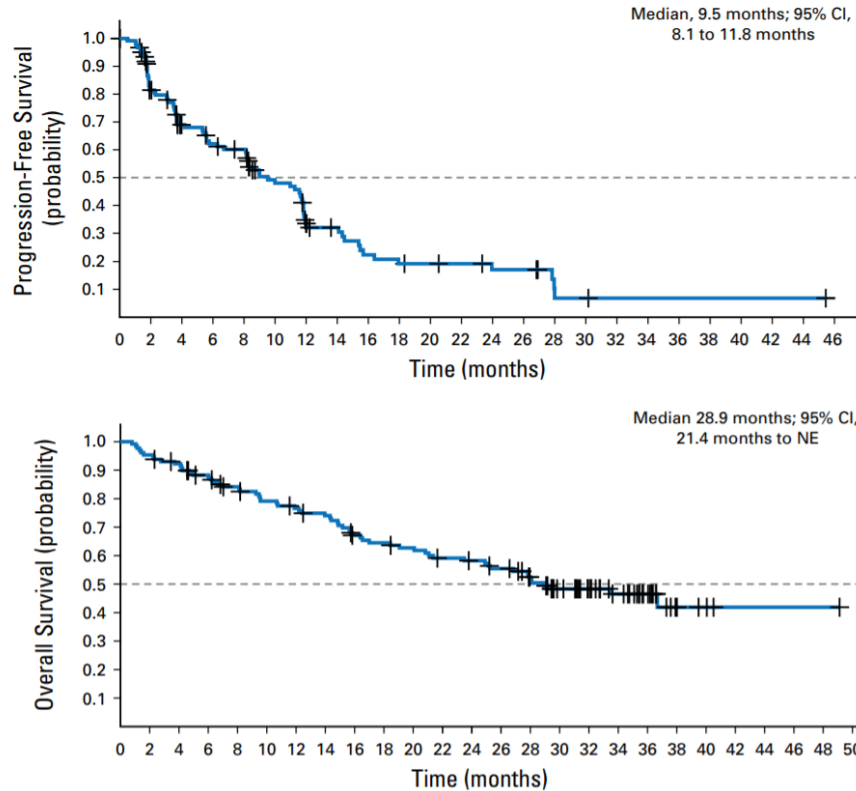 Median, 9.5 months; 95% CI,
8.1 to 11.8 months
Progression-Free Survival
(probability)
1.0
0.9
0.8
0.7
0.6
0.5
0.4
0.3
0.2
0.1
0 2 4 6 8 10 12 14 16 18 20 22 24 26 28 30 32 34 36 38 40 42 44 46
Time (months)
Median 28.9 months; 95% CI,
21.4 months to NE
Overall Survival (probability)
1.0
0.9
0.8
0.7
0.6
0.5
0.4
0.3
0.2
0.1
0 2 4 6 8 10 12 14 16 18 20 22 24 26 28 30 32 34 36 38 40 42 44 46 48 50
Time (months)